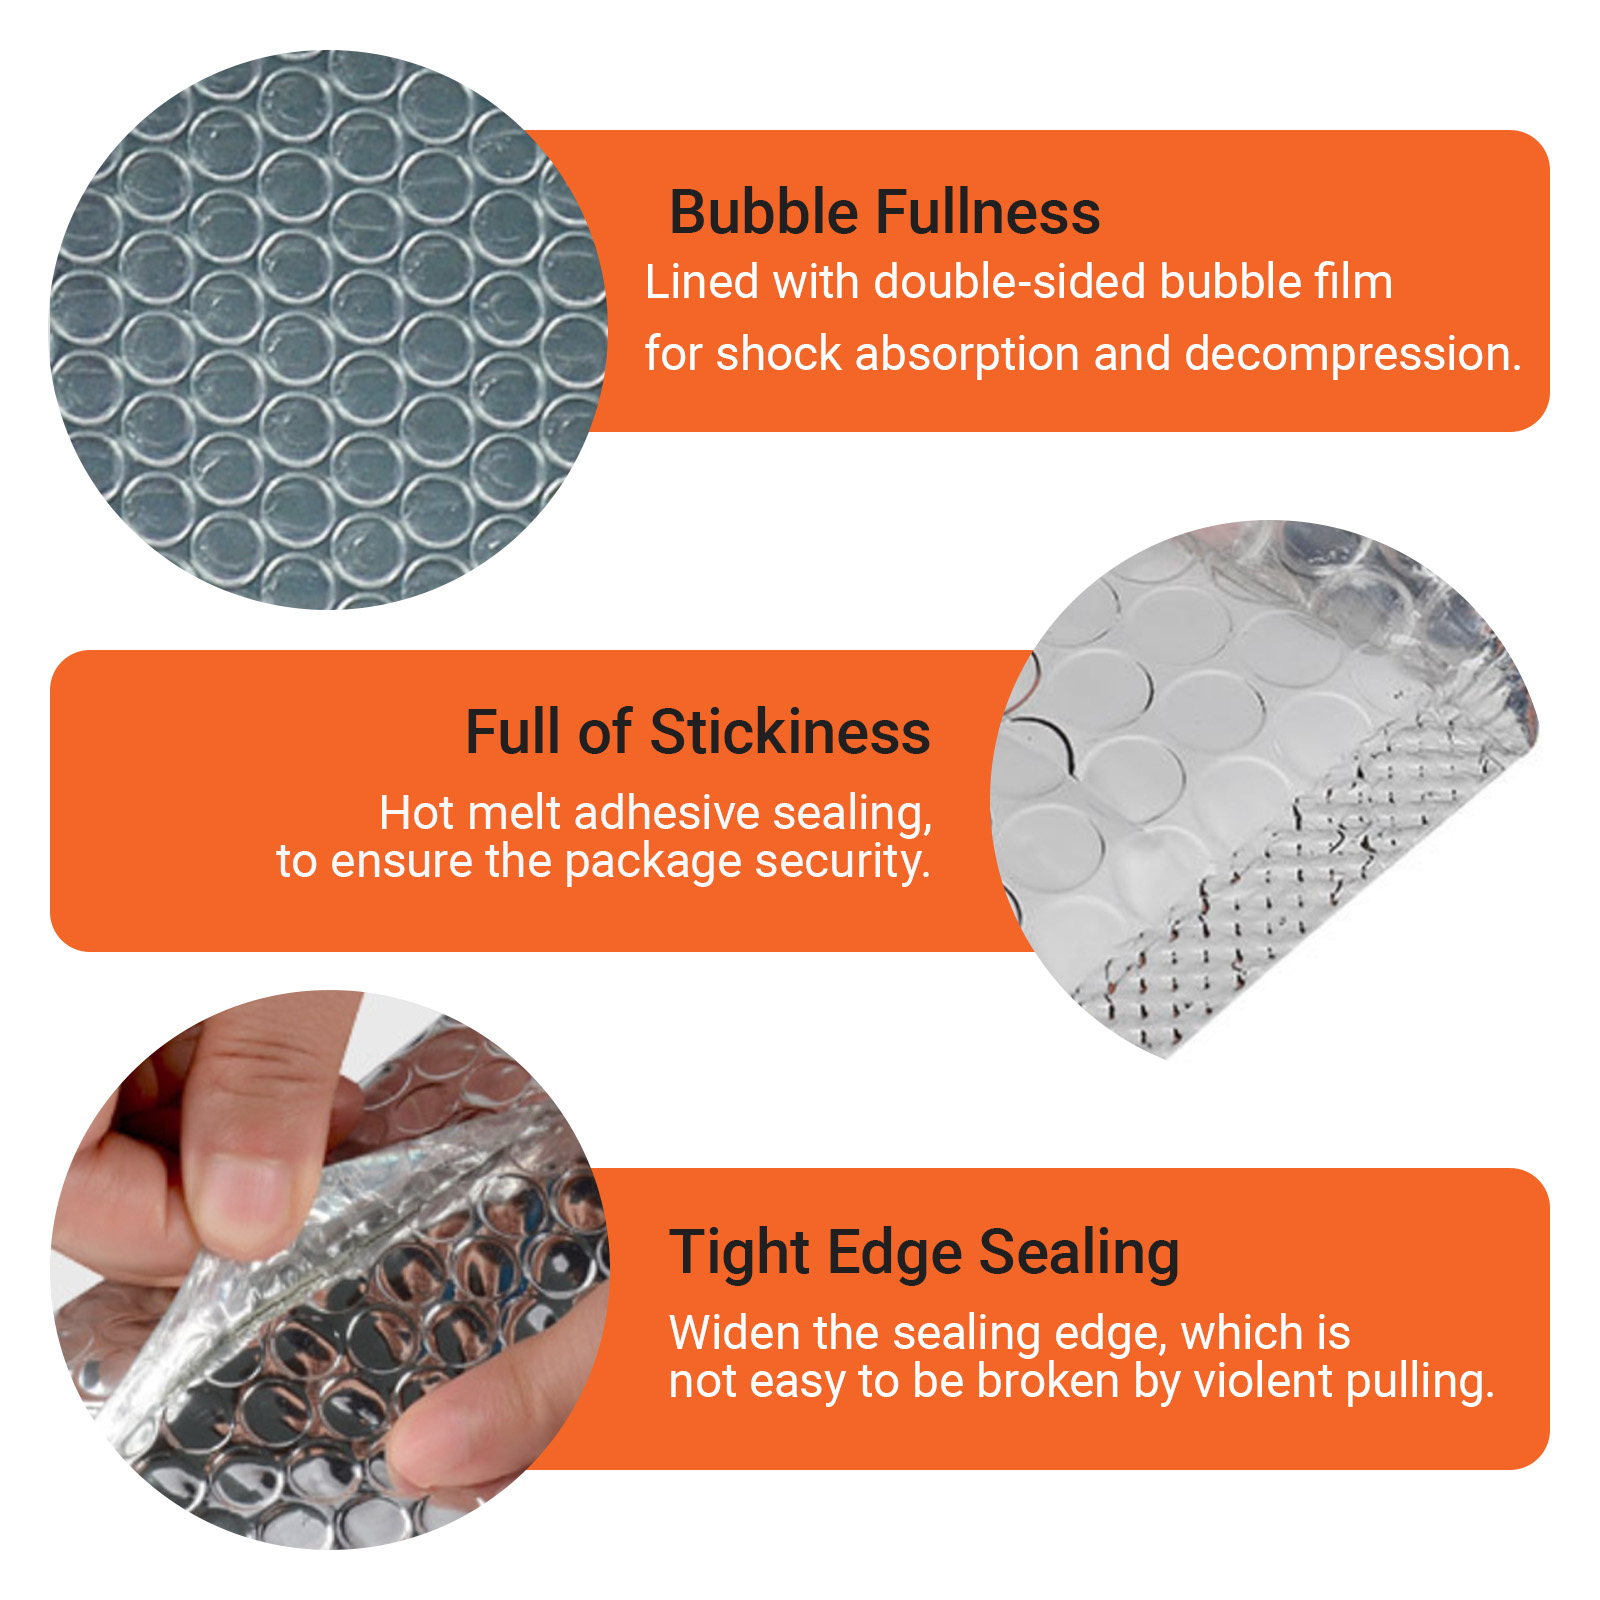 Bubble Fullness
Lined with double-sided bubble film
for shock absorption and decompression.
Full of Stickiness
Hot melt adhesive sealing,
to ensure the package security.
Tight Edge Sealing
Widen the sealing edge, which is
not easy to be broken by violent pulling.